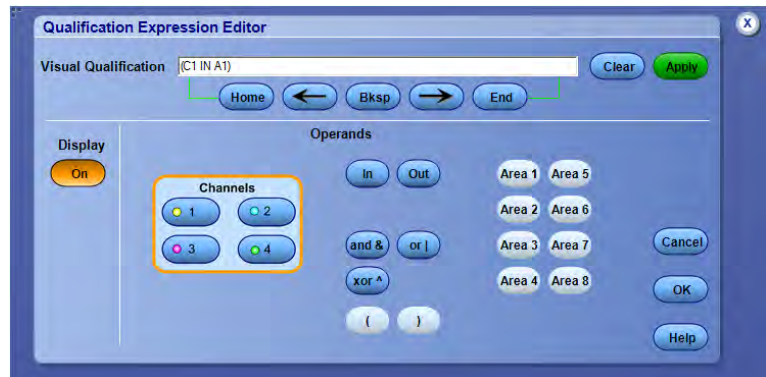 Qualification Expression Editor
X
Visual Qualification (C1 IN A1) Clear Apply
Home Bksp End
Display Operands
On
Channels
1 2
3 4
In Out
and & or |
xor ^
( )
Area 1 Area 5
Area 2 Area 6
Area 3 Area 7
Area 4 Area 8
Cancel
OK
Help